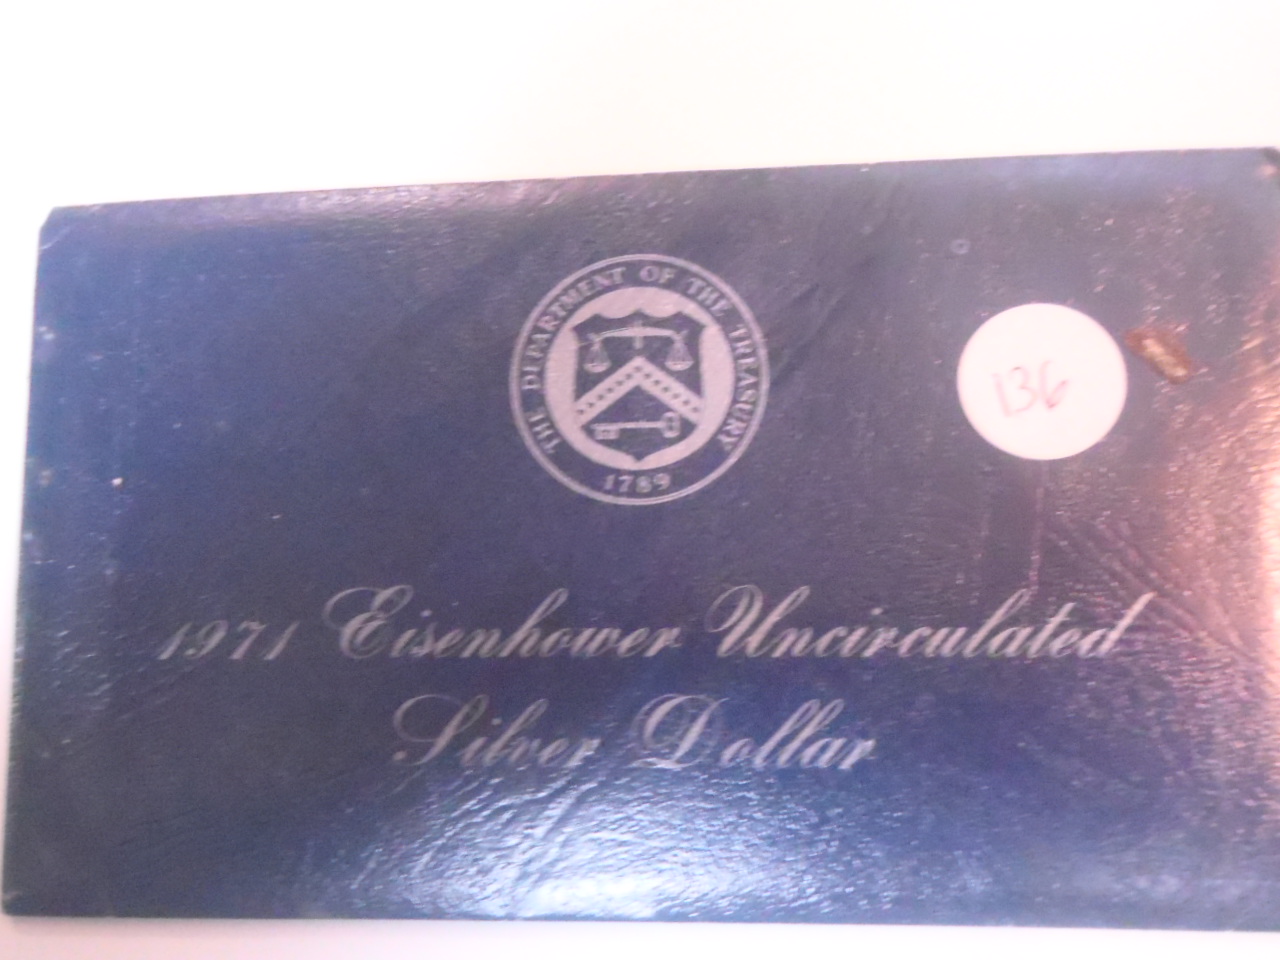 THE DEPARTMENT OF THE TREASURY
1789
136
1971 Eisenhower Uncirculated
Silver Dollar